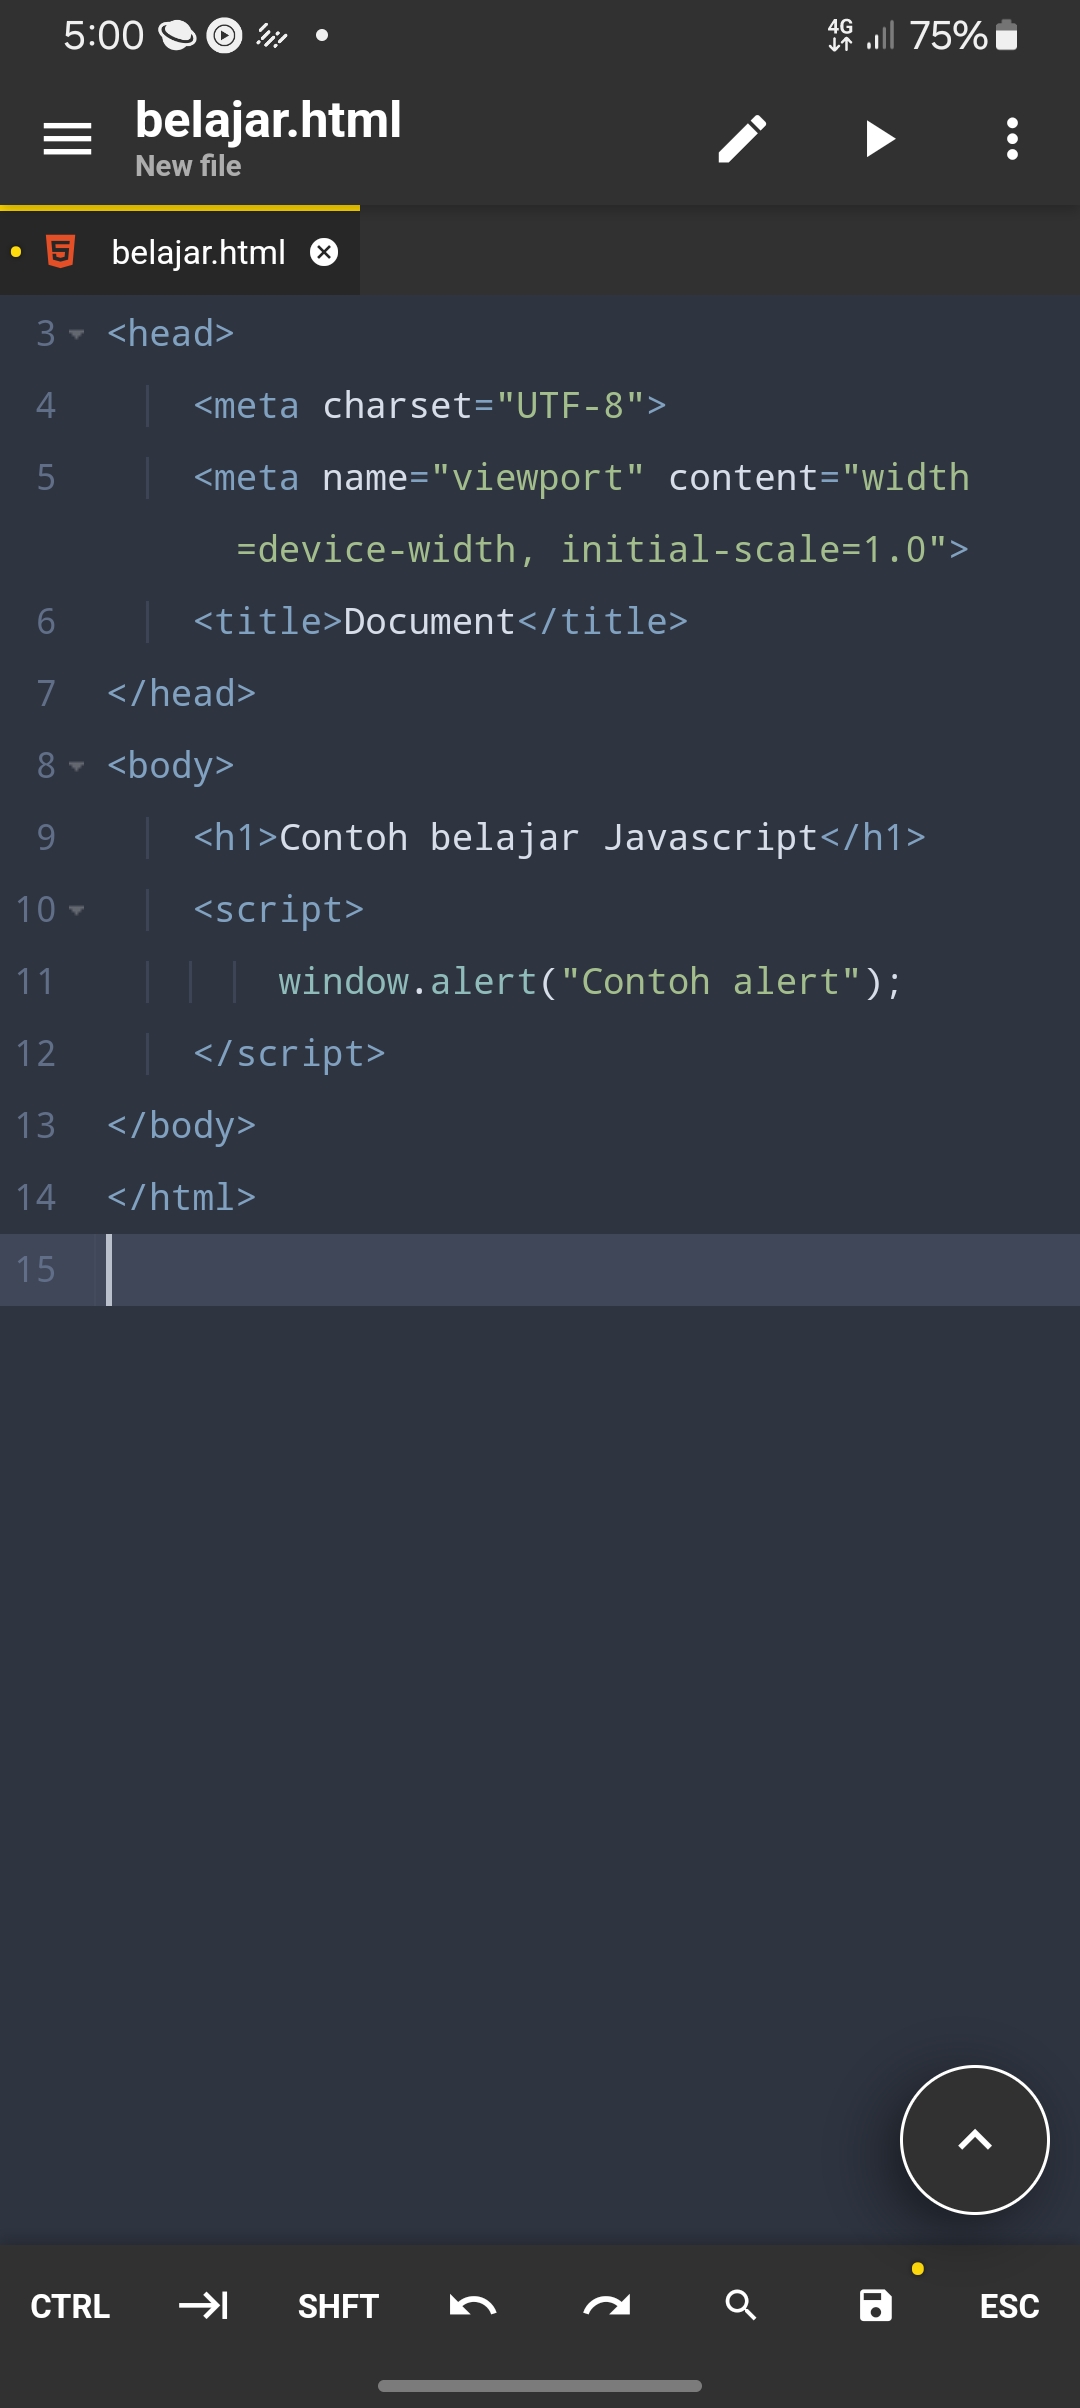 5:00 4G 75%
belajar.html
New file
belajar.html
3 <head>
4 <meta charset="UTF-8">
5 <meta name="viewport" content="width
=device-width, initial-scale=1.0">
6 <title>Document</title>
7 </head>
8 <body>
9 <h1>Contoh belajar Javascript</h1>
10 <script>
11 window.alert("Contoh alert");
12 </script>
13 </body>
14 </html>
15
CTRL SHFT ESC